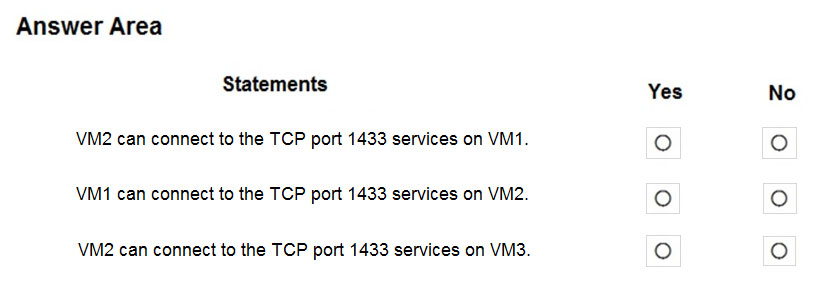 Answer Area
Statements Yes No
VM2 can connect to the TCP port 1433 services on VM1.
VM1 can connect to the TCP port 1433 services on VM2.
VM2 can connect to the TCP port 1433 services on VM3.